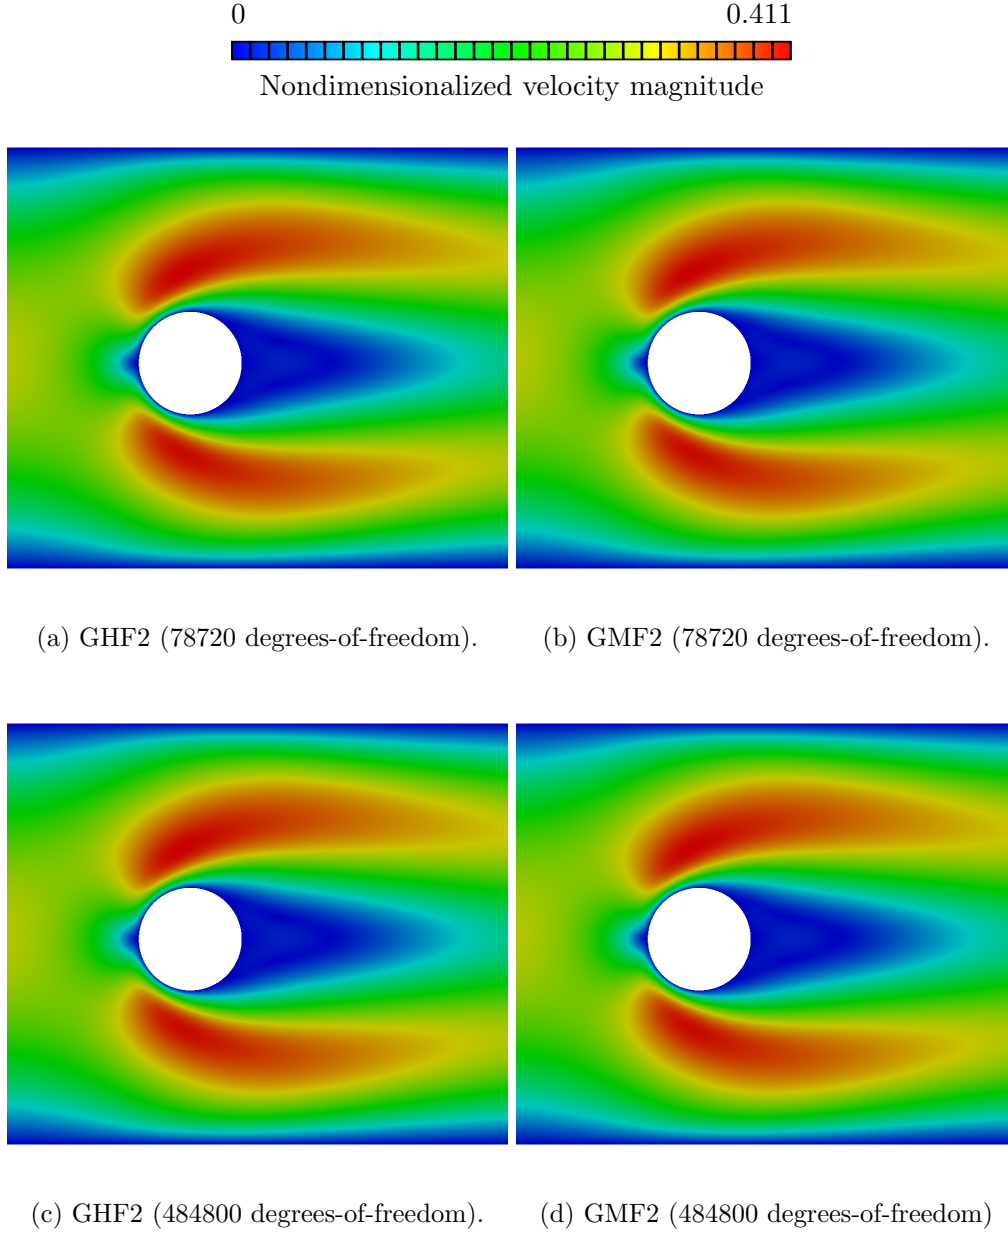 0 0.411
Nondimensionalized velocity magnitude
(a) GHF2 (78720 degrees-of-freedom). (b) GMF2 (78720 degrees-of-freedom).
(c) GHF2 (484800 degrees-of-freedom). (d) GMF2 (484800 degrees-of-freedom)